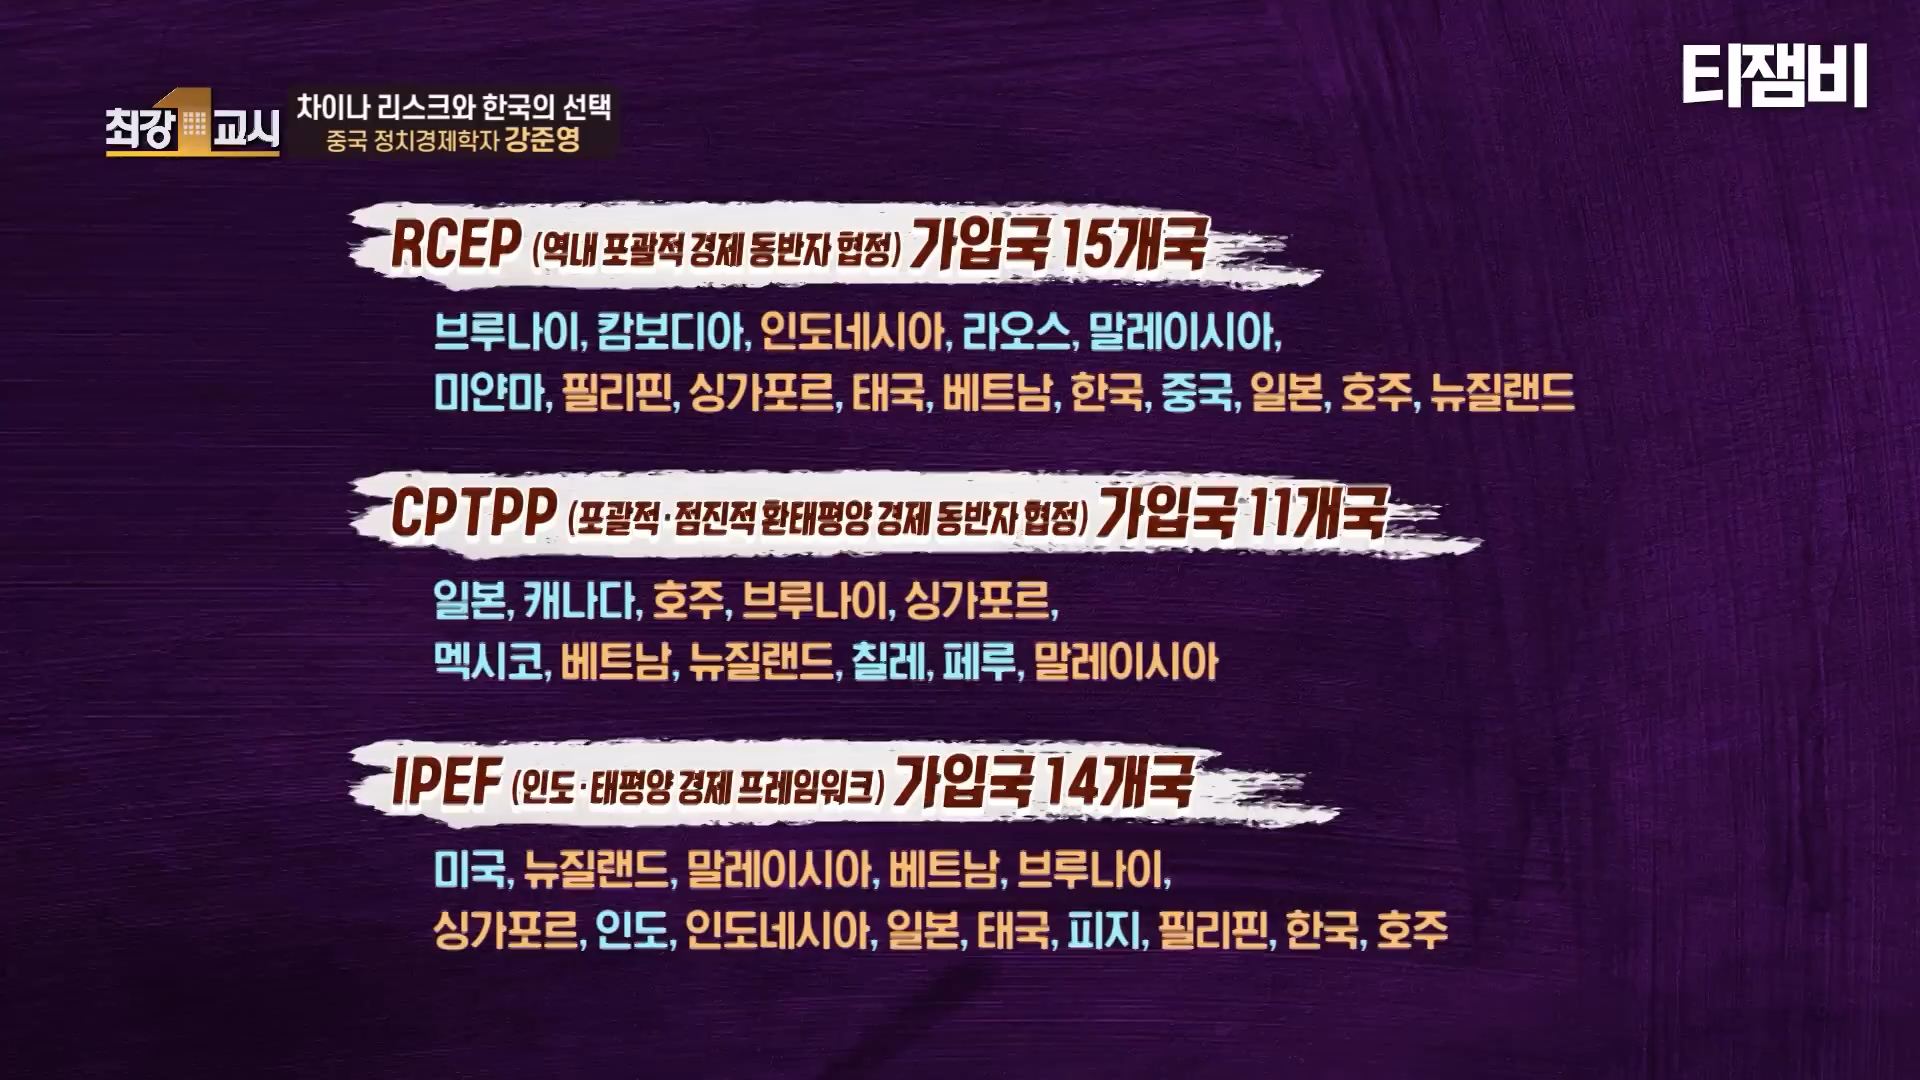 티잼비
최강1교시
차이나 리스크와 한국의 선택
중국 정치경제학자 강준영
RCEP (역내 포괄적 경제 동반자 협정) 가입국 15개국
브루나이, 캄보디아, 인도네시아, 라오스, 말레이시아,
미얀마, 필리핀, 싱가포르, 태국, 베트남, 한국, 중국, 일본, 호주, 뉴질랜드
CPTPP (포괄적·점진적 환태평양 경제 동반자 협정) 가입국 11개국
일본, 캐나다, 호주, 브루나이, 싱가포르,
멕시코, 베트남, 뉴질랜드, 칠레, 페루, 말레이시아
IPEF (인도·태평양 경제 프레임워크) 가입국 14개국
미국, 뉴질랜드, 말레이시아, 베트남, 브루나이,
싱가포르, 인도, 인도네시아, 일본, 태국, 피지, 필리핀, 한국, 호주